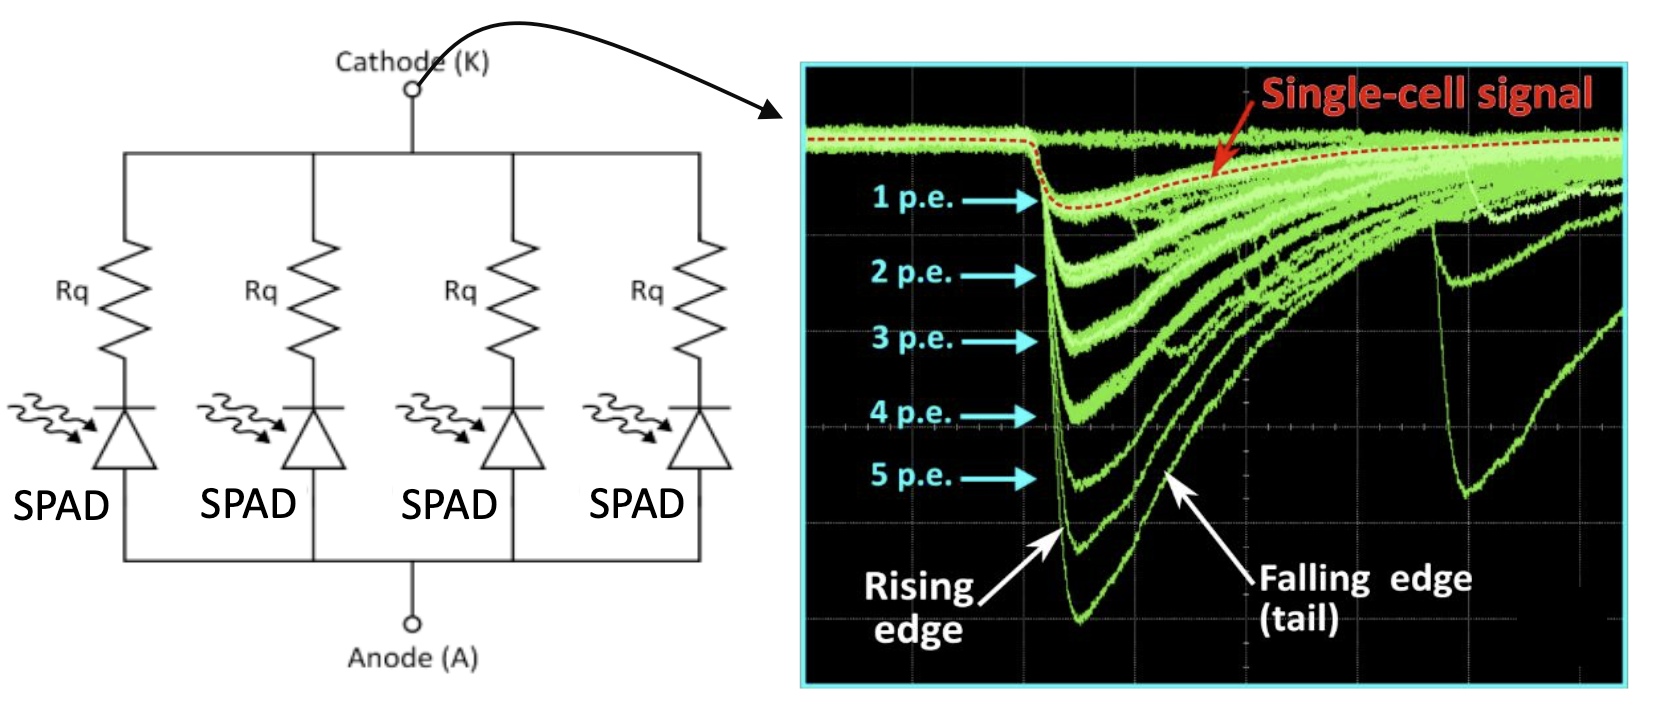 Cathode (K)
Rq
Rq
Rq
Rq
SPAD
SPAD
SPAD
SPAD
Anode (A)
Single-cell signal
1 p.e.
2 p.e.
3 p.e.
4 p.e.
5 p.e.
Rising
edge
Falling edge
(tail)